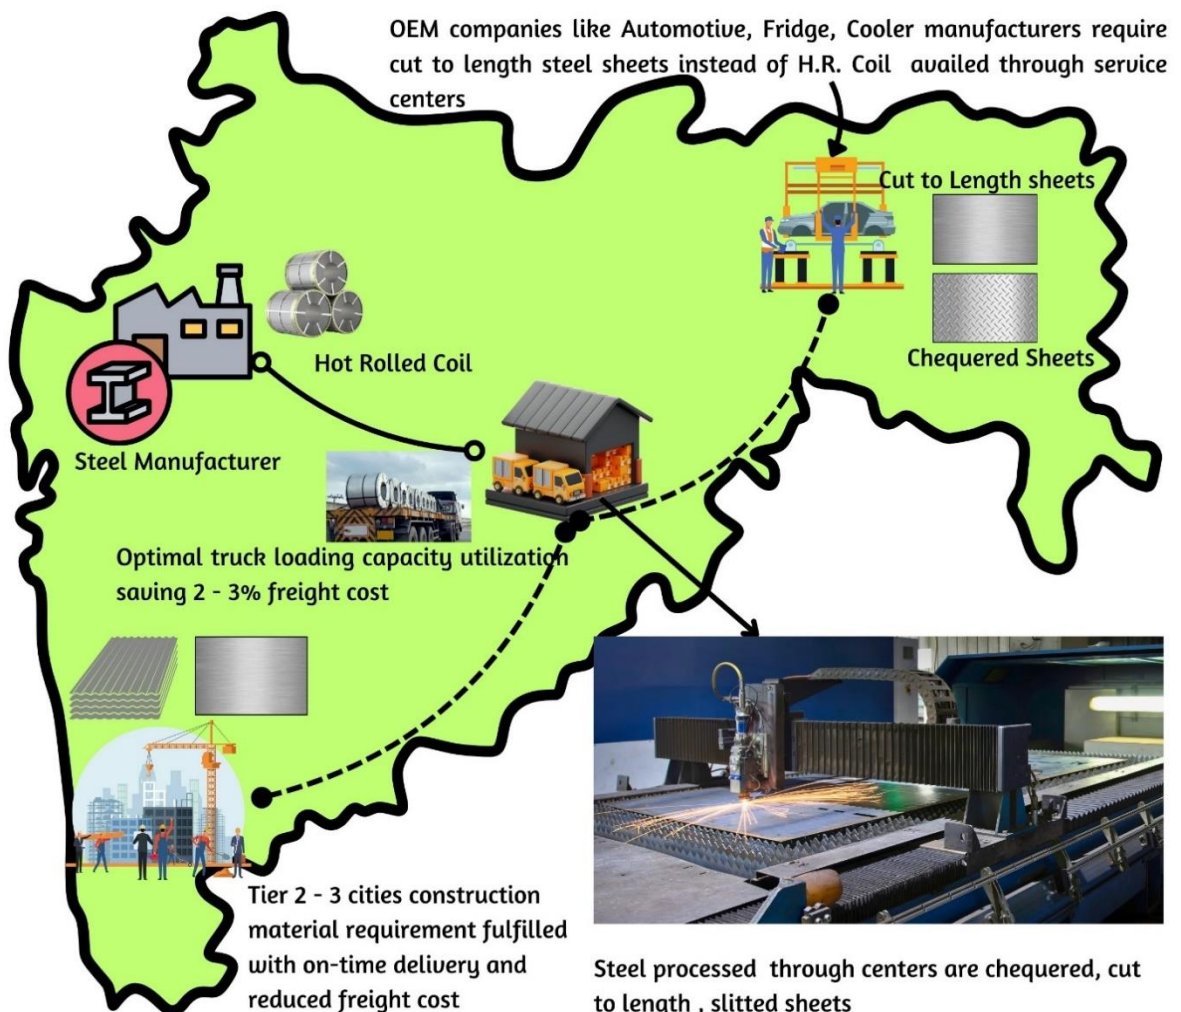 OEM companies like Automotive, Fridge, Cooler manufacturers require
cut to length steel sheets instead of H.R. Coil availed through service
centers
Cut to Length sheets
Chequered Sheets
Hot Rolled Coil
Steel Manufacturer
Optimal truck loading capacity utilization
saving 2 - 3% freight cost
Tier 2 - 3 cities construction
material requirement fulfilled
with on-time delivery and
reduced freight cost
Steel processed through centers are chequered, cut
to length , slitted sheets